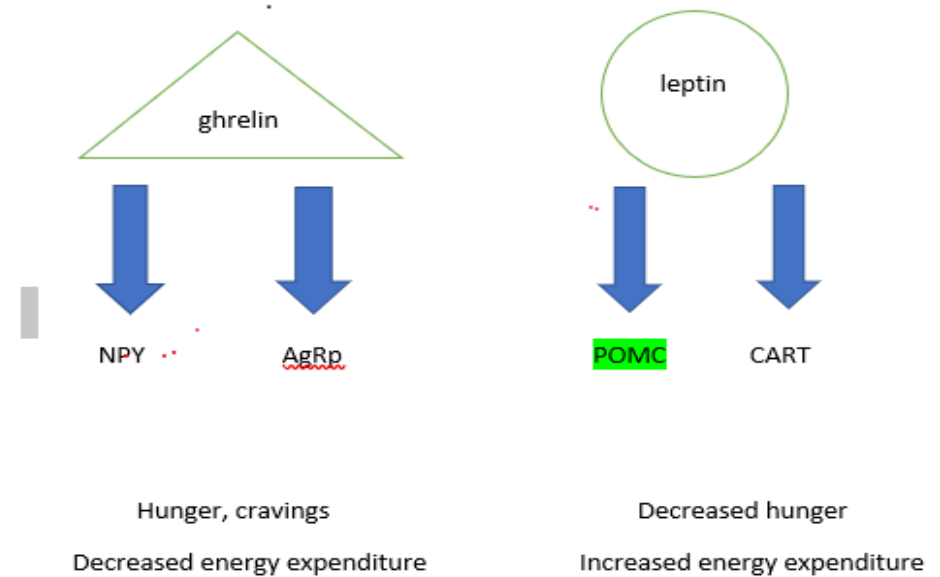 ghrelin
leptin
NPY
AgRp
POMC
CART
Hunger, cravings
Decreased energy expenditure
Decreased hunger
Increased energy expenditure